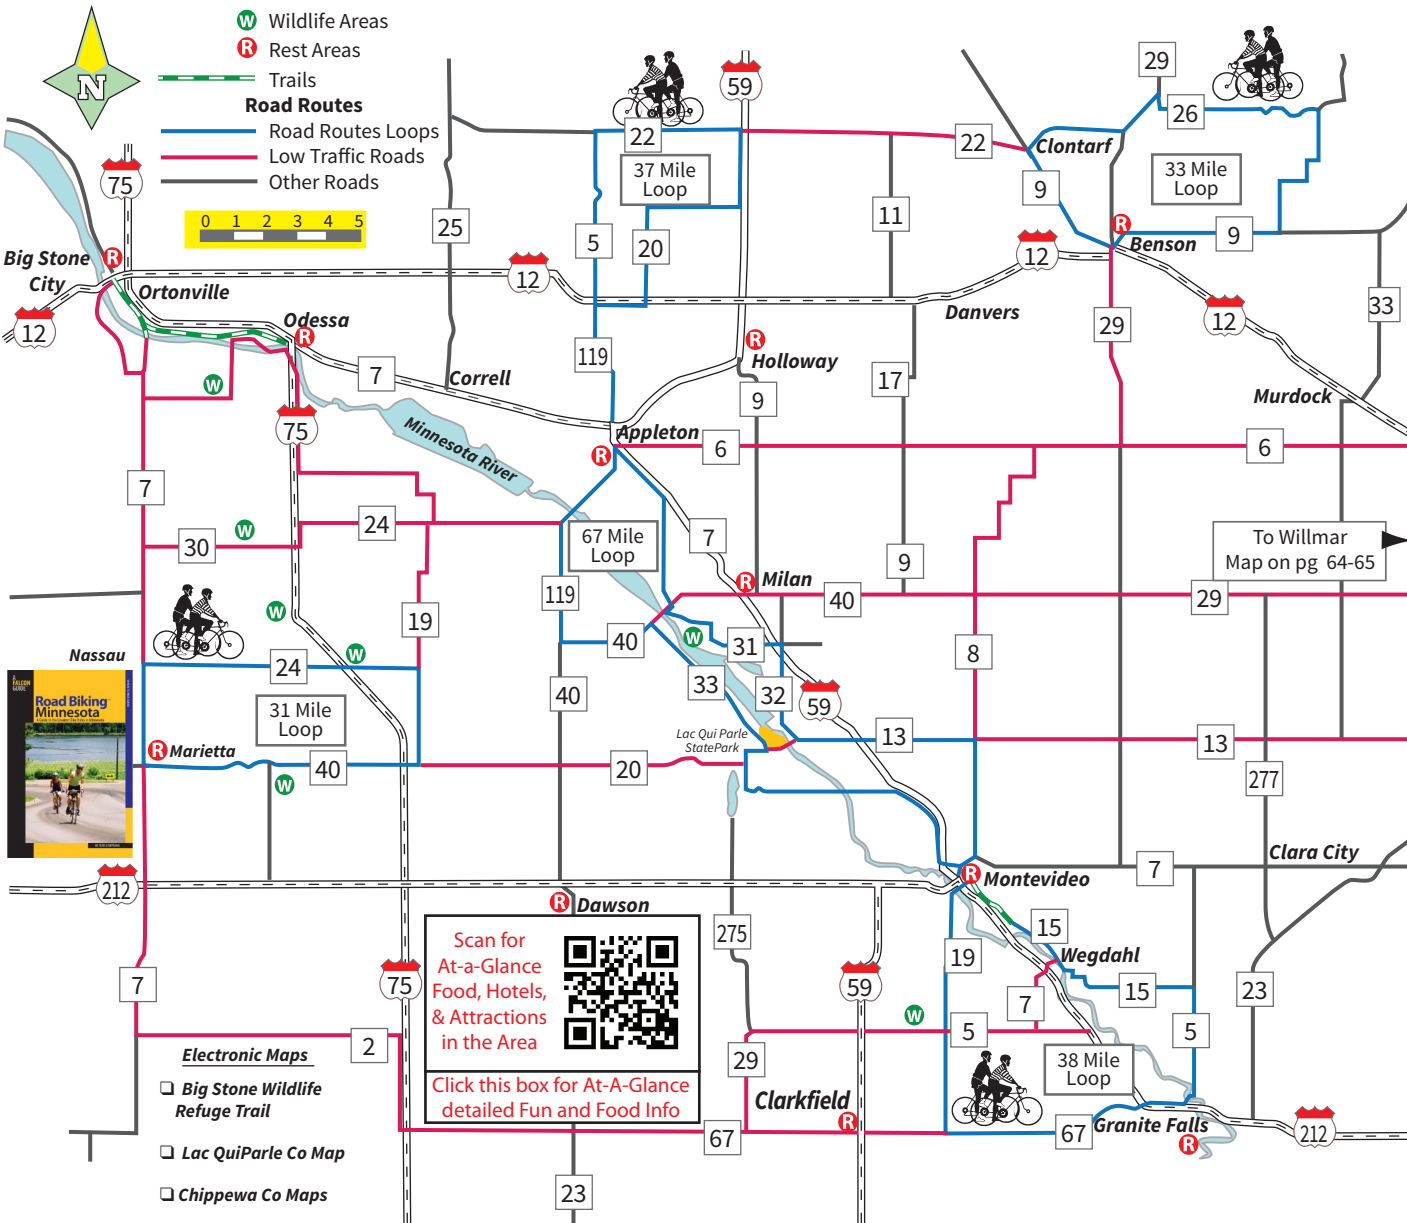 N
W Wildlife Areas
R Rest Areas
Trails
Road Routes
Road Routes Loops
Low Traffic Roads
Other Roads
0 1 2 3 4 5
59
29
26
22
22
Clontarf
37 Mile
Loop
33 Mile
Loop
75
9
25
11
5
20
R
Benson
9
Big Stone
City
R
12
12
Ortonville
12
12
Danvers
33
29
Odessa
R
119
R
Holloway
7
Correll
17
9
Murdock
W
75
Minnesota River
Appleton
R
6
6
7
W
24
30
67 Mile
Loop
7
9
To Willmar
Map on pg 64-65
R
Milan
119
40
29
W
19
40
W
31
8
Nassau
24
W
33
32
40
59
A
FALCON
GUIDE
Road Biking
Minnesota
31 Mile
Loop
Lac Qui Parle
StatePark
13
13
R
Marietta
40
20
277
W
Clara City
7
212
R
Montevideo
R
Dawson
275
15
Scan for
At-a-Glance
Food, Hotels,
& Attractions
in the Area
19
Wegdahl
7
75
59
15
23
7
W
5
5
2
Electronic Maps
29
38 Mile
Loop
❏ Big Stone Wildlife
Refuge Trail
Click this box for At-A-Glance
detailed Fun and Food Info
Clarkfield
R
67
67
Granite Falls
R
212
❏ Lac QuiParle Co Map
❏ Chippewa Co Maps
23